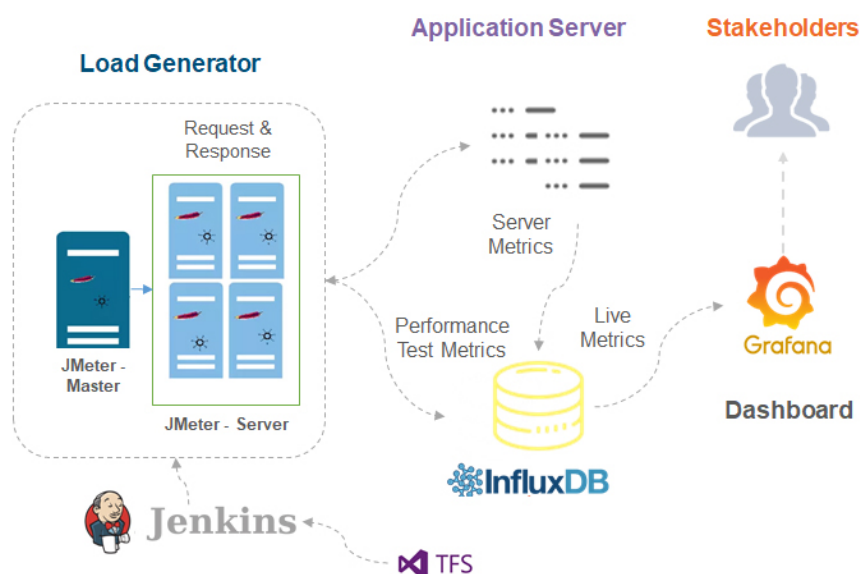 Application Server
Stakeholders
Load Generator
Request &
Response
Server
Metrics
JMeter -
Master
JMeter - Server
Performance
Test Metrics
Live
Metrics
Grafana
Dashboard
InfluxDB
Jenkins
TFS